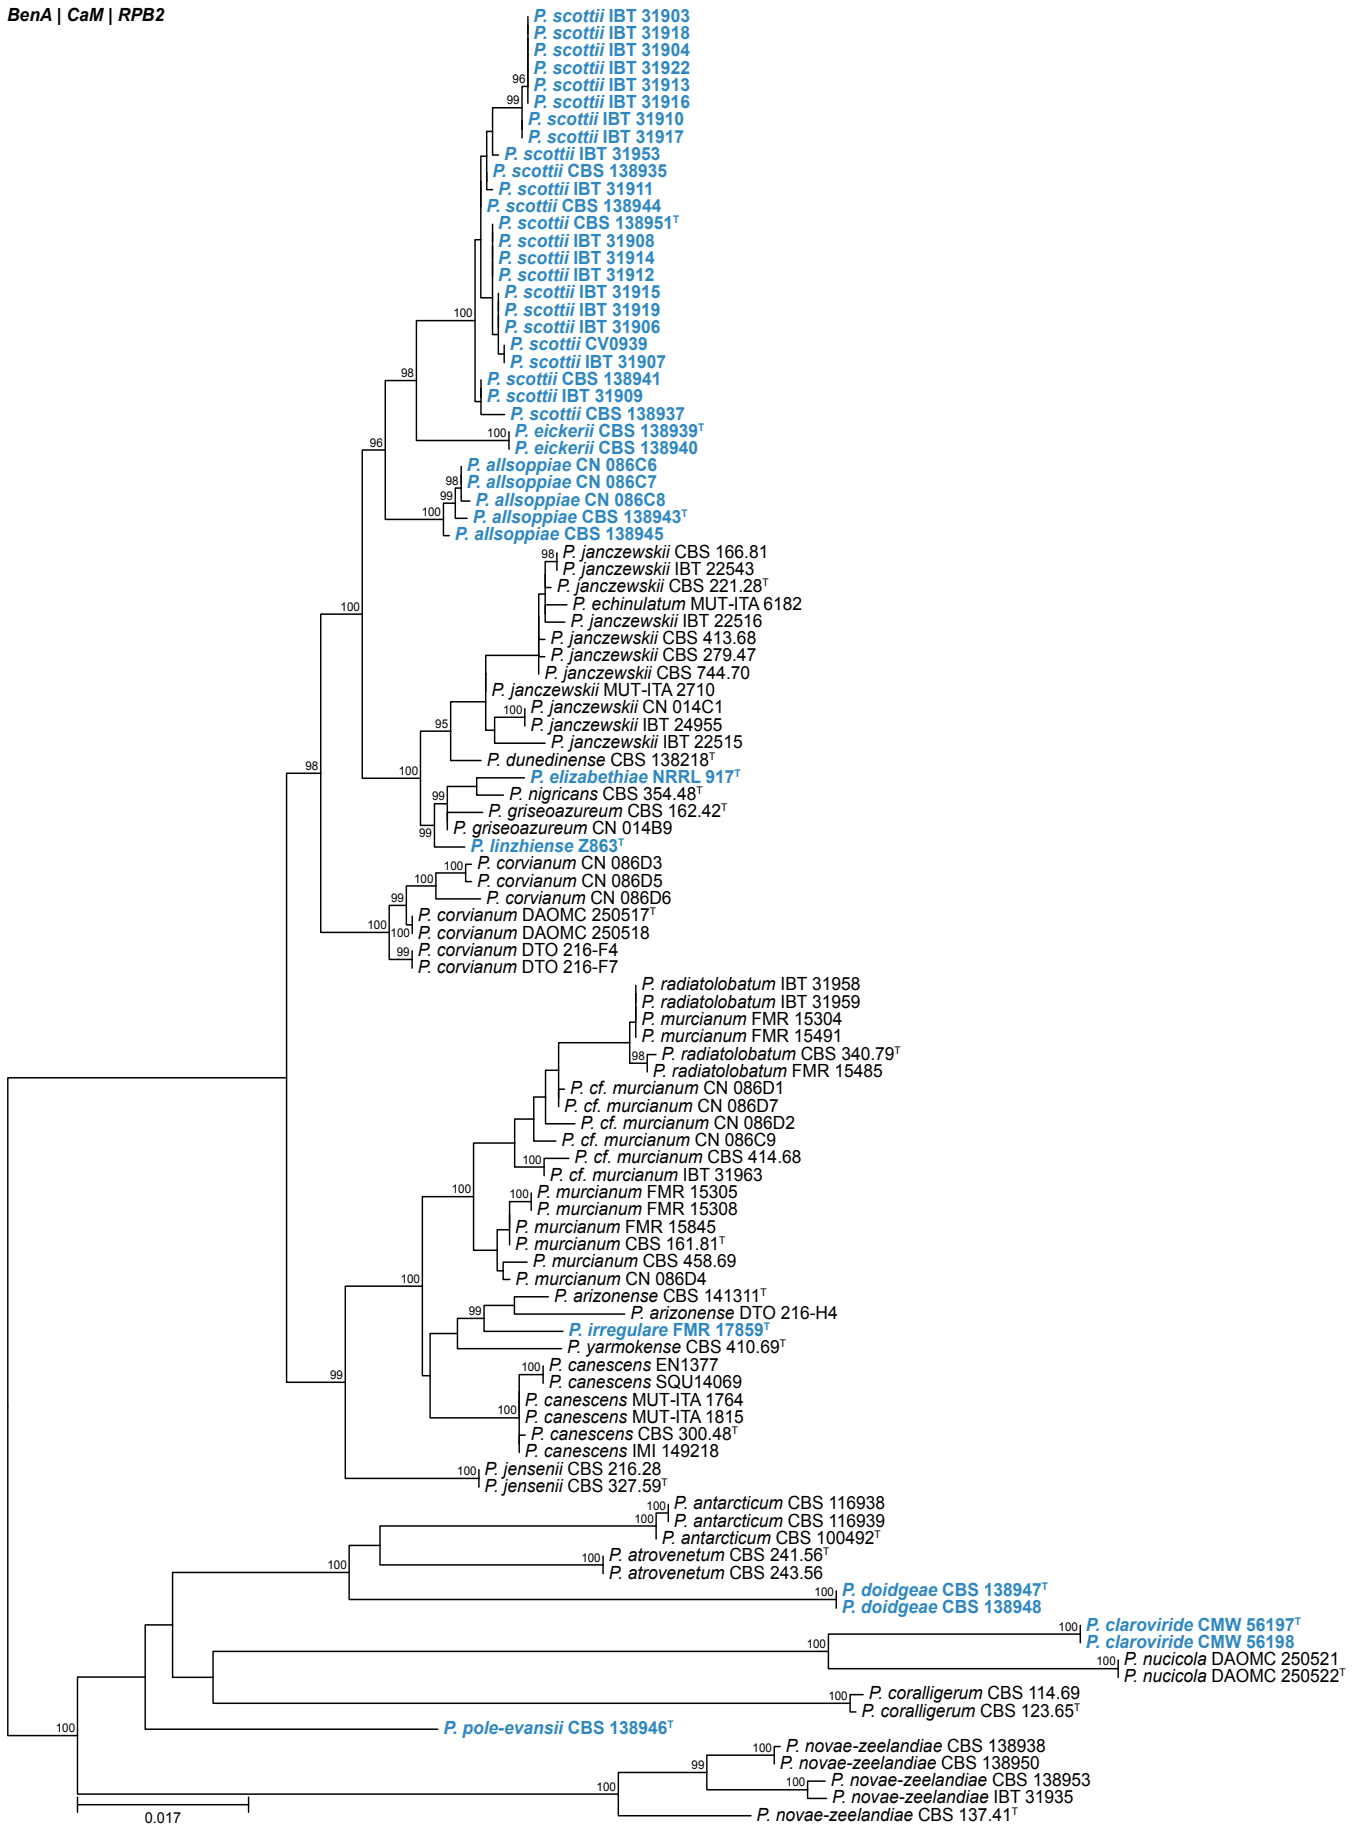 BenA | CaM | RPB2
P. scottii IBT 31903
P. scottii IBT 31918
P. scottii IBT 31904
P. scottii IBT 31922
P. scottii IBT 31913
96
P. scottii IBT 31916
99
P. scottii IBT 31910
P. scottii IBT 31917
P. scottii IBT 31953
P. scottii CBS 138935
P. scottii IBT 31911
P. scottii CBS 138944
P. scottii CBS 138951ᵀ
P. scottii IBT 31908
P. scottii IBT 31914
P. scottii IBT 31912
P. scottii IBT 31915
P. scottii IBT 31919
100
P. scottii IBT 31906
P. scottii CV0939
P. scottii IBT 31907
98
P. scottii CBS 138941
P. scottii IBT 31909
P. scottii CBS 138937
100
P. eickerii CBS 138939ᵀ
96
P. eickerii CBS 138940
P. allsoppiae CN 086C6
98
P. allsoppiae CN 086C7
99
P. allsoppiae CN 086C8
100
P. allsoppiae CBS 138943ᵀ
P. allsoppiae CBS 138945
98
P. janczewskii CBS 166.81
P. janczewskii IBT 22543
P. janczewskii CBS 221.28ᵀ
100
P. echinulatum MUT-ITA 6182
P. janczewskii IBT 22516
P. janczewskii CBS 413.68
P. janczewskii CBS 279.47
P. janczewskii CBS 744.70
P. janczewskii MUT-ITA 2710
100
P. janczewskii CN 014C1
95
P. janczewskii IBT 24955
P. janczewskii IBT 22515
P. dunedinense CBS 138218ᵀ
98
100
P. elizabethiae NRRL 917ᵀ
99
P. nigricans CBS 354.48ᵀ
P. griseoazureum CBS 162.42ᵀ
99
P. griseoazureum CN 014B9
P. linzhiense Z863ᵀ
100
P. corvianum CN 086D3
100
P. corvianum CN 086D5
99
P. corvianum CN 086D6
P. corvianum DAOMC 250517ᵀ
100
100
P. corvianum DAOMC 250518
99
P. corvianum DTO 216-F4
P. corvianum DTO 216-F7
P. radiatolobatum IBT 31958
P. radiatolobatum IBT 31959
P. murcianum FMR 15304
P. murcianum FMR 15491
98
P. radiatolobatum CBS 340.79ᵀ
P. radiatolobatum FMR 15485
P. cf. murcianum CN 086D1
P. cf. murcianum CN 086D7
P. cf. murcianum CN 086D2
P. cf. murcianum CN 086C9
100
P. cf. murcianum CBS 414.68
P. cf. murcianum IBT 31963
100
100
P. murcianum FMR 15305
P. murcianum FMR 15308
P. murcianum FMR 15845
P. murcianum CBS 161.81ᵀ
P. murcianum CBS 458.69
100
P. murcianum CN 086D4
P. arizonense CBS 141311ᵀ
99
P. arizonense DTO 216-H4
P. irregulare FMR 17859ᵀ
P. yarmokense CBS 410.69ᵀ
100
P. canescens EN1377
99
P. canescens SQU14069
P. canescens MUT-ITA 1764
100
P. canescens MUT-ITA 1815
P. canescens CBS 300.48ᵀ
P. canescens IMI 149218
100
P. jensenii CBS 216.28
P. jensenii CBS 327.59ᵀ
100
P. antarcticum CBS 116938
100
P. antarcticum CBS 116939
P. antarcticum CBS 100492ᵀ
100
100
P. atrovenetum CBS 241.56ᵀ
P. atrovenetum CBS 243.56
100
P. doidgeae CBS 138947ᵀ
P. doidgeae CBS 138948
100
P. claroviride CMW 56197ᵀ
100
P. claroviride CMW 56198
100
P. nucicola DAOMC 250521
P. nucicola DAOMC 250522ᵀ
100
P. coralligerum CBS 114.69
P. coralligerum CBS 123.65ᵀ
100
P. pole-evansii CBS 138946ᵀ
100
P. novae-zeelandiae CBS 138938
99
P. novae-zeelandiae CBS 138950
100
100
P. novae-zeelandiae CBS 138953
P. novae-zeelandiae IBT 31935
P. novae-zeelandiae CBS 137.41ᵀ
0.017